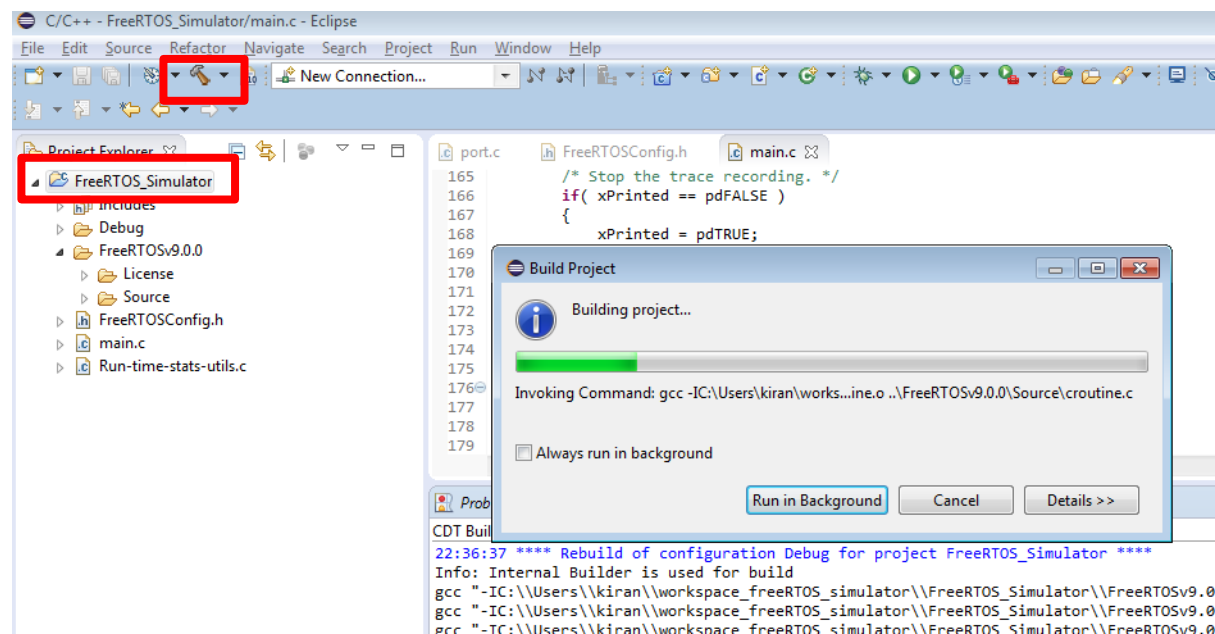 C/C++ - FreeRTOS_Simulator/main.c - Eclipse
File Edit Source Refactor Navigate Search Project Run Window Help
New Connection...
Project Explorer
FreeRTOS_Simulator
Includes
Debug
FreeRTOSv9.0.0
License
Source
FreeRTOSConfig.h
main.c
Run-time-stats-utils.c
port.c FreeRTOSConfig.h main.c
165 /* Stop the trace recording. */
166 if( xPrinted == pdFALSE )
167 {
168 xPrinted = pdTRUE;
169
170
171
172
173
174
175
176
177
178
179
Build Project
Building project...
Invoking Command: gcc -IC:\Users\kiran\works...ine.o ..\FreeRTOSv9.0.0\Source\croutine.c
Always run in background
Run in Background Cancel Details >>
Prob
CDT Buil
22:36:37 **** Rebuild of configuration Debug for project FreeRTOS_Simulator ****
Info: Internal Builder is used for build
gcc "-IC:\\Users\\kiran\\workspace_freeRTOS_simulator\\FreeRTOS_Simulator\\FreeRTOSv9.0
gcc "-IC:\\Users\\kiran\\workspace_freeRTOS_simulator\\FreeRTOS_Simulator\\FreeRTOSv9.0
gcc "-IC:\\Users\\kiran\\workspace_freeRTOS_simulator\\FreeRTOS_Simulator\\FreeRTOSv9.0